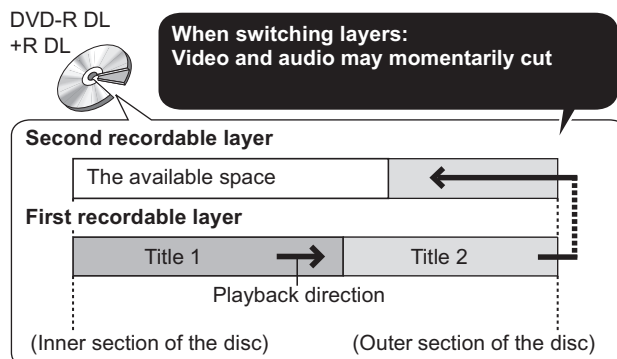 DVD-R DL
+R DL
When switching layers:
Video and audio may momentarily cut
Second recordable layer
The available space
First recordable layer
Title 1
Title 2
Playback direction
(Inner section of the disc)
(Outer section of the disc)